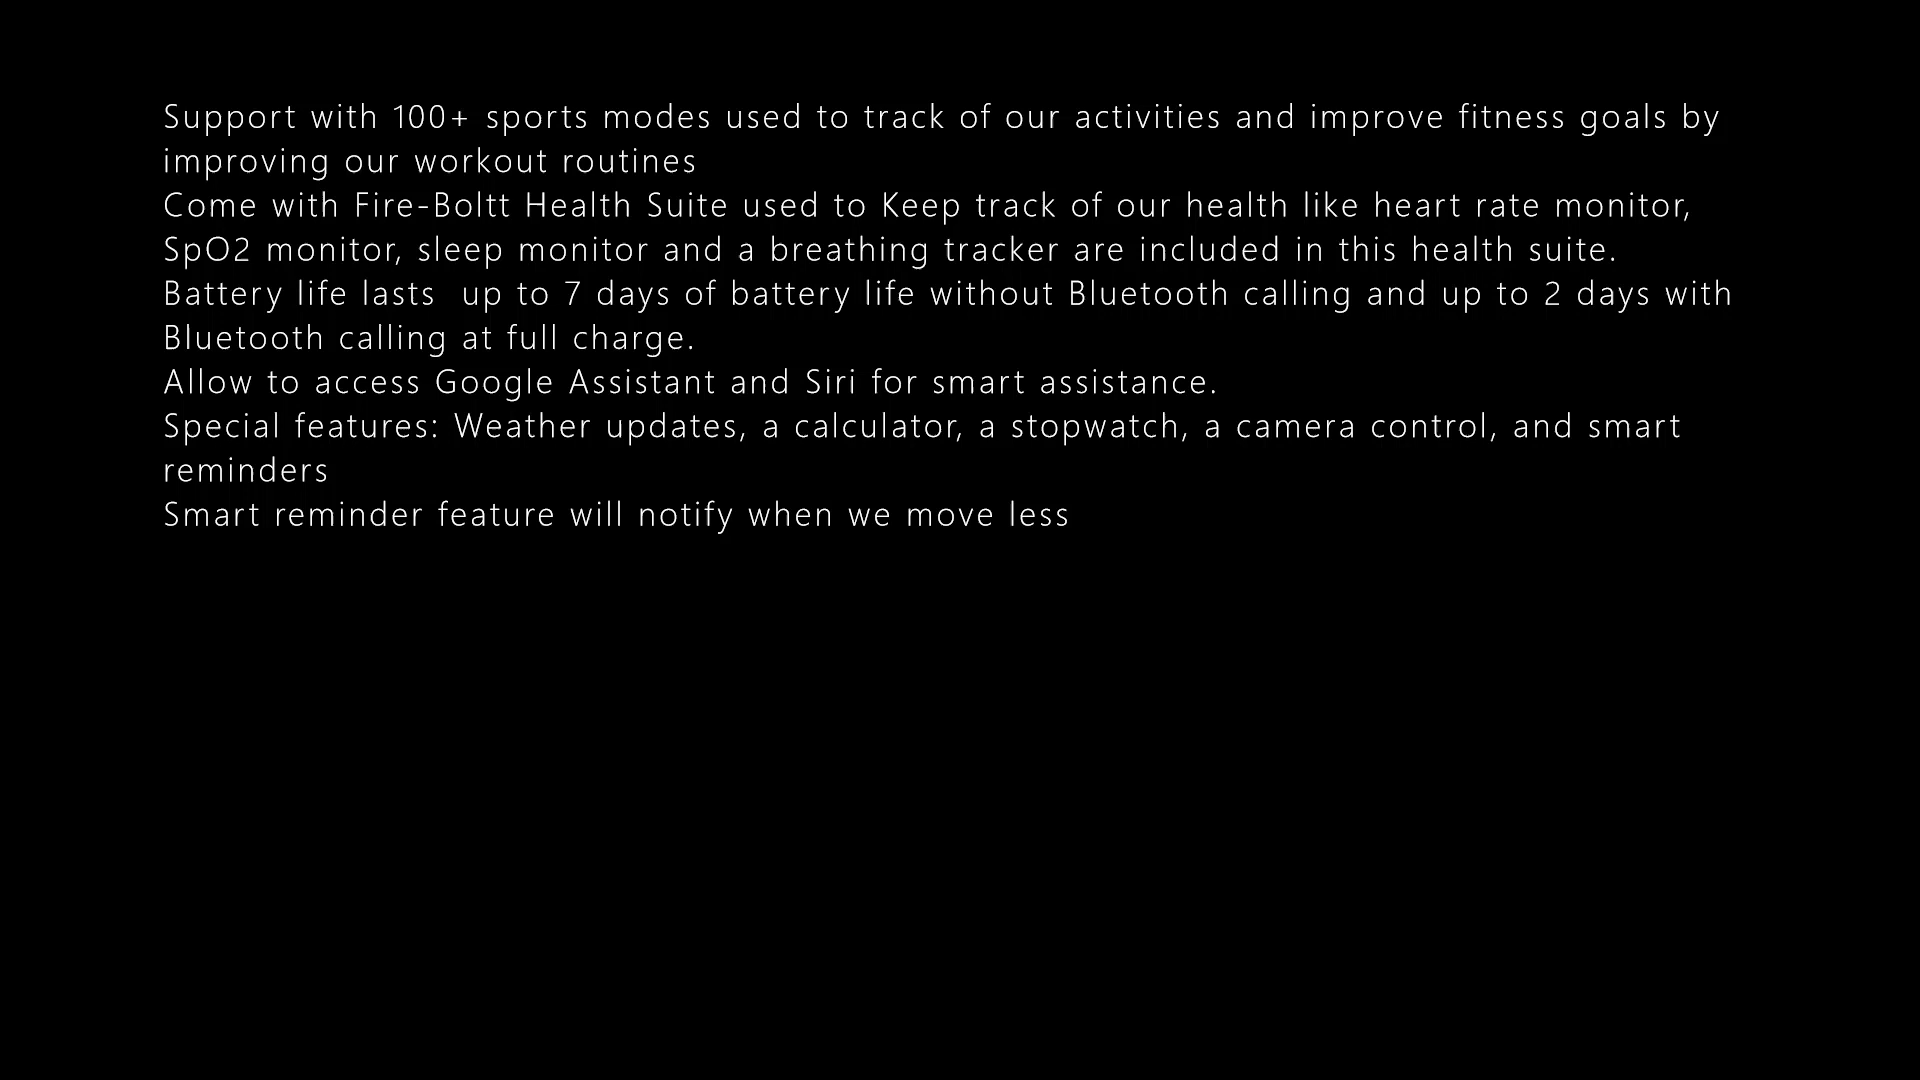 Support with 100+ sports modes used to track of our activities and improve fitness goals by
improving our workout routines
Come with Fire-Boltt Health Suite used to Keep track of our health like heart rate monitor,
SpO2 monitor, sleep monitor and a breathing tracker are included in this health suite.
Battery life lasts  up to 7 days of battery life without Bluetooth calling and up to 2 days with
Bluetooth calling at full charge.
Allow to access Google Assistant and Siri for smart assistance.
Special features: Weather updates, a calculator, a stopwatch, a camera control, and smart
reminders
Smart reminder feature will notify when we move less